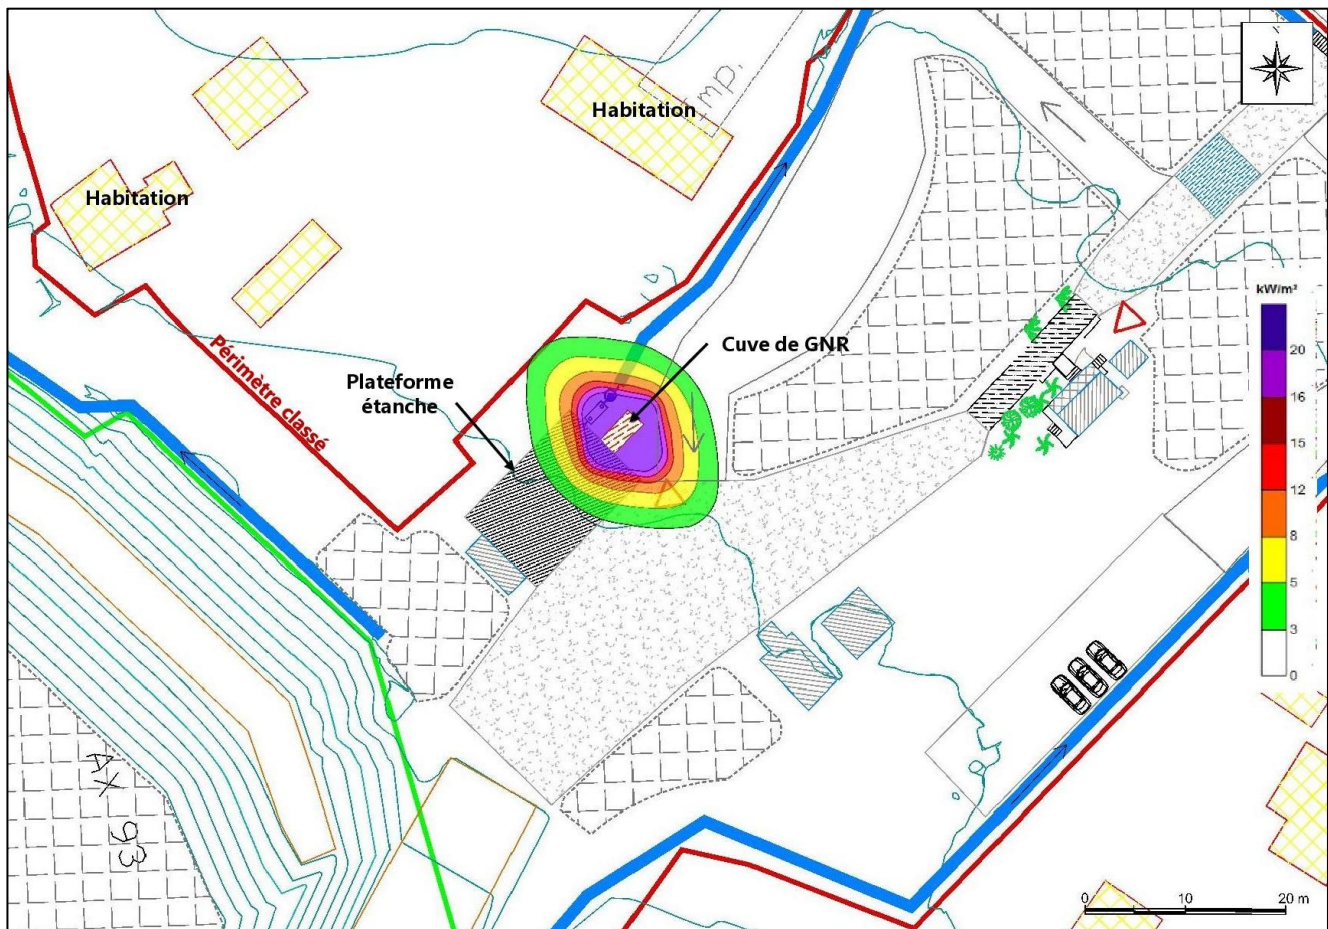 N
Habitation
mp.
Habitation
kW/m²
20
16
15
12
8
5
3
0
Cuve de GNR
Plateforme
étanche
Périmètre classé
AX
93
0
10
20 m